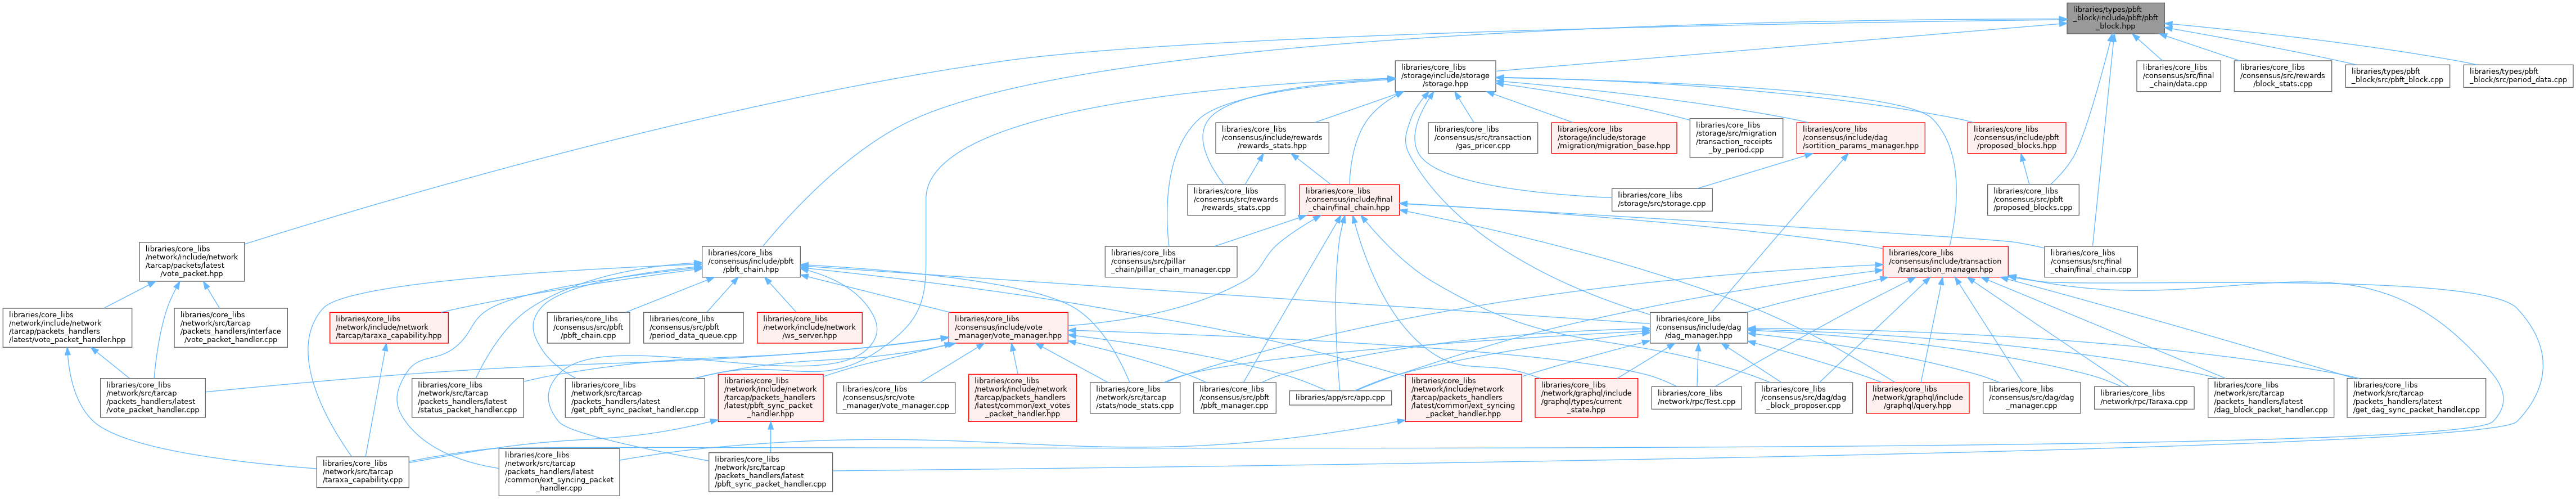 libraries/types/pbft
_block/include/pbft/pbft
_block.hpp
libraries/core_libs
/storage/include/storage
/storage.hpp
libraries/core_libs
/consensus/src/final
_chain/data.cpp
libraries/core_libs
/consensus/src/rewards
/block_stats.cpp
libraries/types/pbft
_block/src/pbft_block.cpp
libraries/types/pbft
_block/src/period_data.cpp
libraries/core_libs
/consensus/include/rewards
/rewards_stats.hpp
libraries/core_libs
/consensus/src/transaction
/gas_pricer.cpp
libraries/core_libs
/storage/include/storage
/migration/migration_base.hpp
libraries/core_libs
/storage/src/migration
/transaction_receipts
_by_period.cpp
libraries/core_libs
/consensus/include/dag
/sortition_params_manager.hpp
libraries/core_libs
/consensus/include/pbft
/proposed_blocks.hpp
libraries/core_libs
/consensus/src/rewards
/rewards_stats.cpp
libraries/core_libs
/consensus/include/final
_chain/final_chain.hpp
libraries/core_libs
/storage/src/storage.cpp
libraries/core_libs
/consensus/src/pbft
/proposed_blocks.cpp
libraries/core_libs
/network/include/network
/tarcap/packets/latest
/vote_packet.hpp
libraries/core_libs
/consensus/include/pbft
/pbft_chain.hpp
libraries/core_libs
/consensus/src/pillar
_chain/pillar_chain_manager.cpp
libraries/core_libs
/consensus/include/transaction
/transaction_manager.hpp
libraries/core_libs
/consensus/src/final
_chain/final_chain.cpp
libraries/core_libs
/network/include/network
/tarcap/packets_handlers
/latest/vote_packet_handler.hpp
libraries/core_libs
/network/src/tarcap
/packets_handlers/interface
/vote_packet_handler.cpp
libraries/core_libs
/network/include/network
/tarcap/taraxa_capability.hpp
libraries/core_libs
/consensus/src/pbft
/pbft_chain.cpp
libraries/core_libs
/consensus/src/pbft
/period_data_queue.cpp
libraries/core_libs
/network/include/network
/ws_server.hpp
libraries/core_libs
/consensus/include/vote
_manager/vote_manager.hpp
libraries/core_libs
/consensus/include/dag
/dag_manager.hpp
libraries/core_libs
/network/src/tarcap
/packets_handlers/latest
/vote_packet_handler.cpp
libraries/core_libs
/network/src/tarcap
/packets_handlers/latest
/status_packet_handler.cpp
libraries/core_libs
/network/src/tarcap
/packets_handlers/latest
/get_pbft_sync_packet_handler.cpp
libraries/core_libs
/network/include/network
/tarcap/packets_handlers
/latest/pbft_sync_packet
_handler.hpp
libraries/core_libs
/consensus/src/vote
_manager/vote_manager.cpp
libraries/core_libs
/network/include/network
/tarcap/packets_handlers
/latest/common/ext_votes
_packet_handler.hpp
libraries/core_libs
/network/src/tarcap
/stats/node_stats.cpp
libraries/core_libs
/consensus/src/pbft
/pbft_manager.cpp
libraries/app/src/app.cpp
libraries/core_libs
/network/include/network
/tarcap/packets_handlers
/latest/common/ext_syncing
_packet_handler.hpp
libraries/core_libs
/network/graphql/include
/graphql/types/current
_state.hpp
libraries/core_libs
/network/rpc/Test.cpp
libraries/core_libs
/consensus/src/dag/dag
_block_proposer.cpp
libraries/core_libs
/network/graphql/include
/graphql/query.hpp
libraries/core_libs
/consensus/src/dag/dag
_manager.cpp
libraries/core_libs
/network/rpc/Taraxa.cpp
libraries/core_libs
/network/src/tarcap
/packets_handlers/latest
/dag_block_packet_handler.cpp
libraries/core_libs
/network/src/tarcap
/packets_handlers/latest
/get_dag_sync_packet_handler.cpp
libraries/core_libs
/network/src/tarcap
/taraxa_capability.cpp
libraries/core_libs
/network/src/tarcap
/packets_handlers/latest
/common/ext_syncing_packet
_handler.cpp
libraries/core_libs
/network/src/tarcap
/packets_handlers/latest
/pbft_sync_packet_handler.cpp